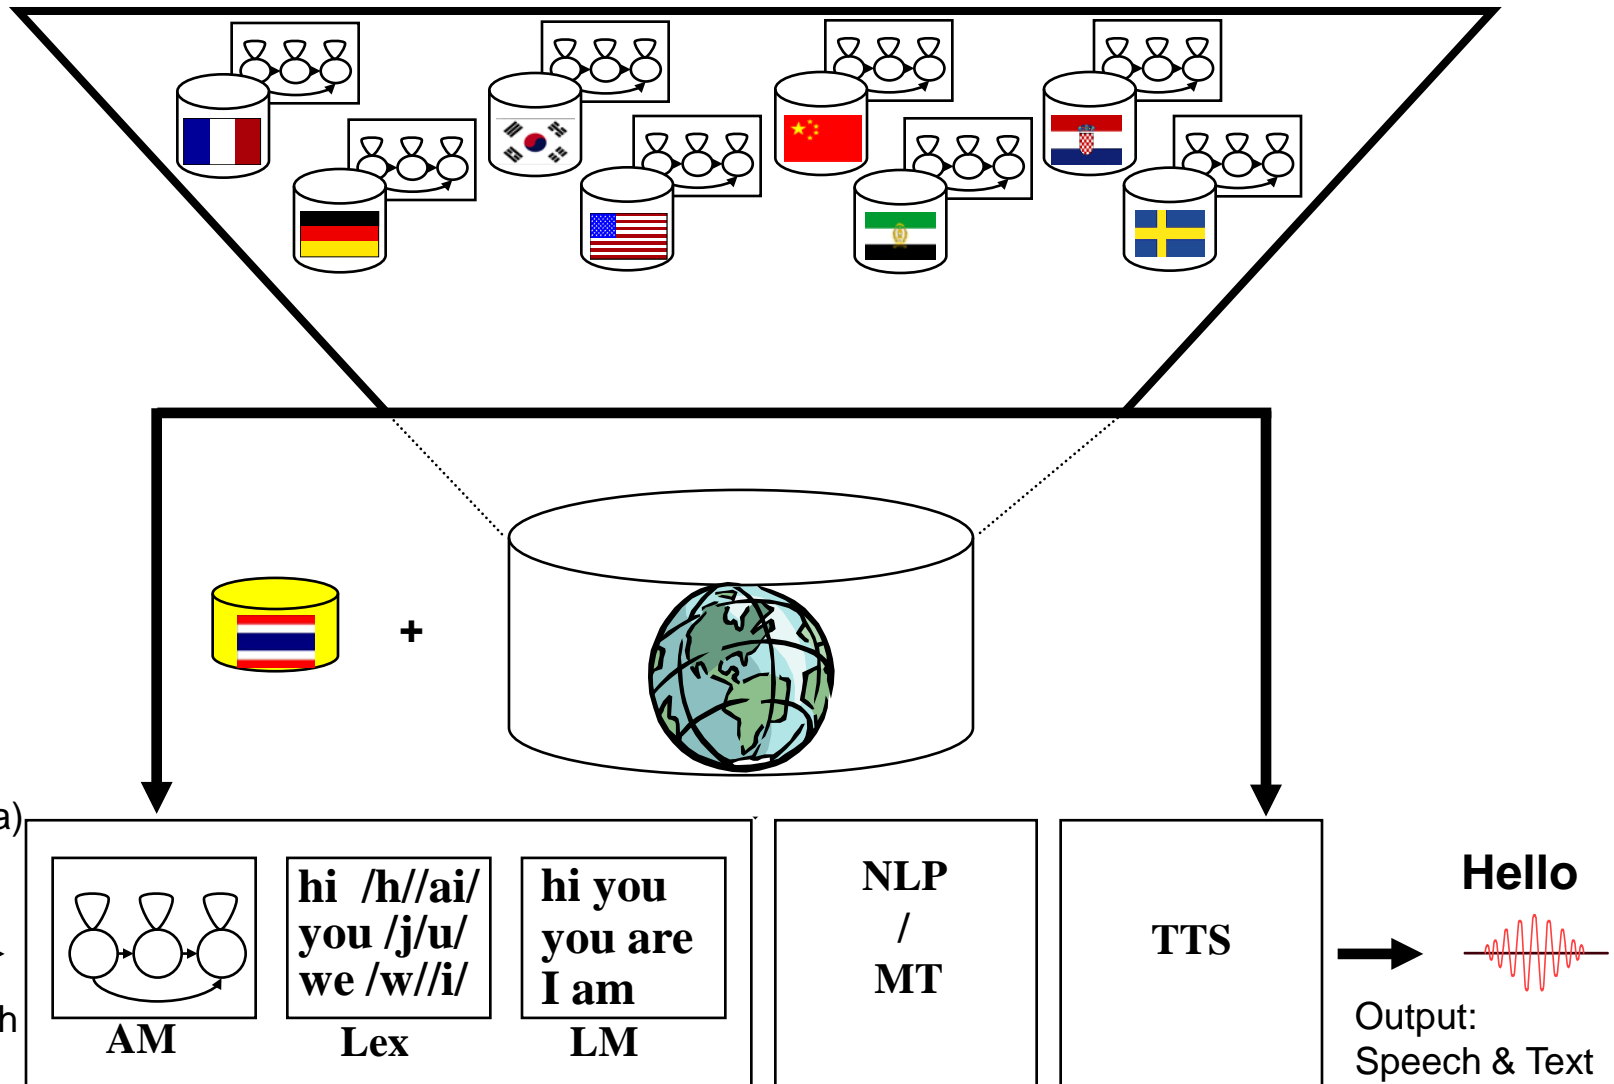 +
a)
hi /h//ai/
you /j/u/
we /w//i/
hi you
you are
I am
AM
Lex
LM
NLP
/
MT
TTS
Hello
h
Output:
Speech & Text